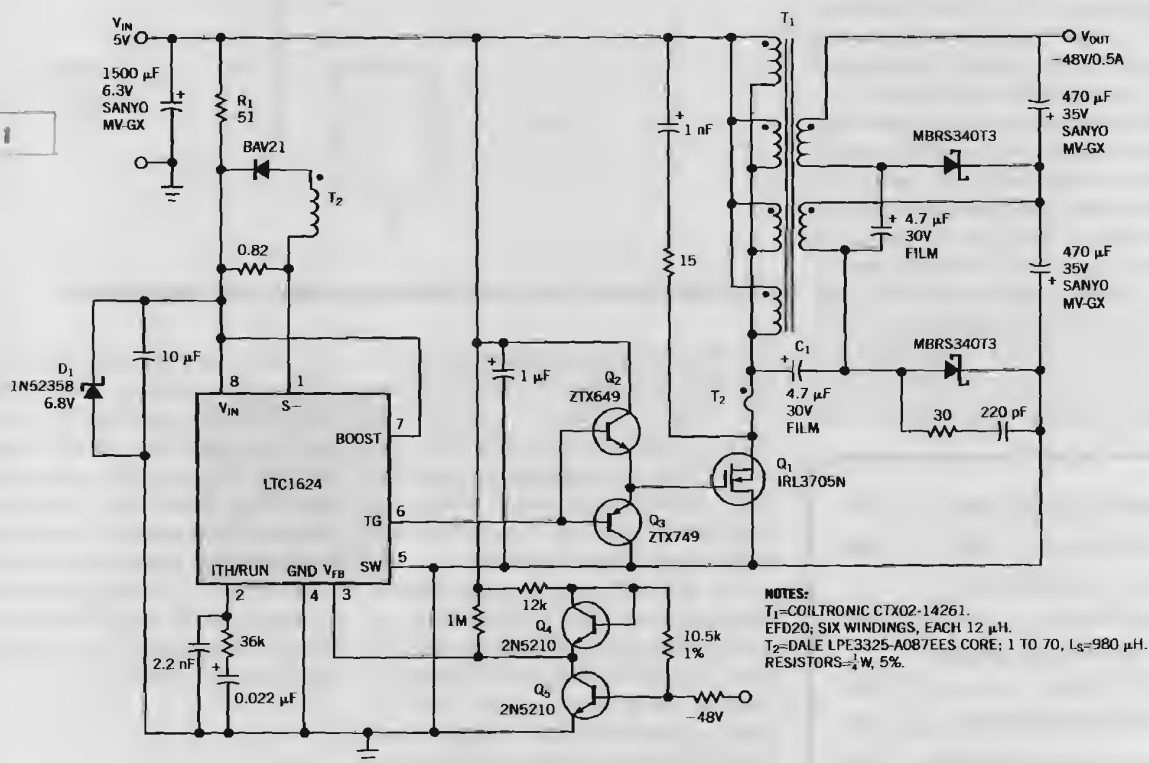 V_IN
5V
1500 µF
6.3V
SANYO
MV-GX
+
R₁
51
BAV21
T₂
0.82
10 µF
D₁
1N5235B
6.8V
8
1
V_IN
S–
7
BOOST
LTC1624
TG
6
SW
5
ITH/RUN
GND
V_FB
2
4
3
36k
2.2 nF
+
0.022 µF
+
1 nF
15
+
1 µF
Q₂
ZTX649
Q₃
ZTX749
12k
1M
Q₄
2N5210
Q₅
2N5210
10.5k
1%
–48V
T₁
V_OUT
–48V/0.5A
470 µF
35V
SANYO
MV-GX
+
MBRS340T3
+
4.7 µF
30V
FILM
470 µF
35V
SANYO
MV-GX
+
C₁
+
4.7 µF
30V
FILM
MBRS340T3
30
220 pF
T₂
Q₁
IRL3705N
NOTES:
T₁=COILTRONIC CTX02-14261.
EFD20; SIX WINDINGS, EACH 12 µH.
T₂=DALE LPE3325-A087EES CORE; 1 TO 70, L_S=980 µH.
RESISTORS=¼W, 5%.